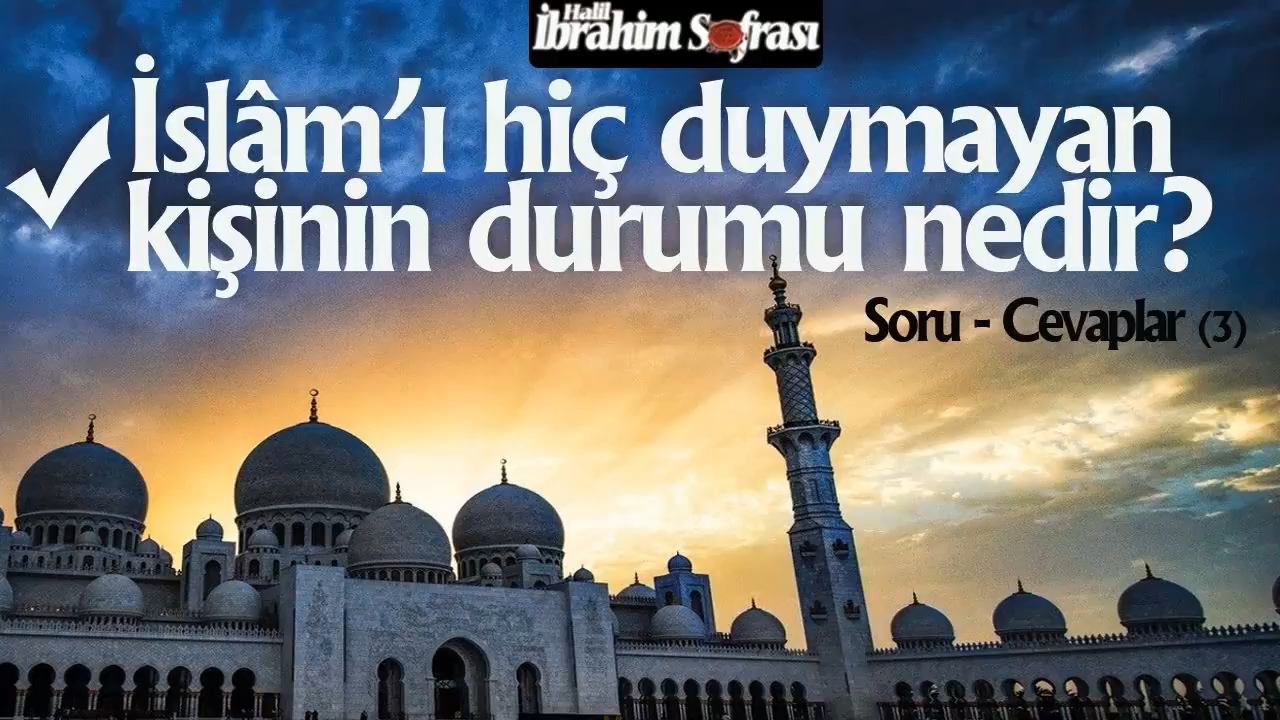 Halil
İbrahim Sofrası
İslâm'ı hiç duymayan
kişinin durumu nedir?
Soru - Cevaplar (3)